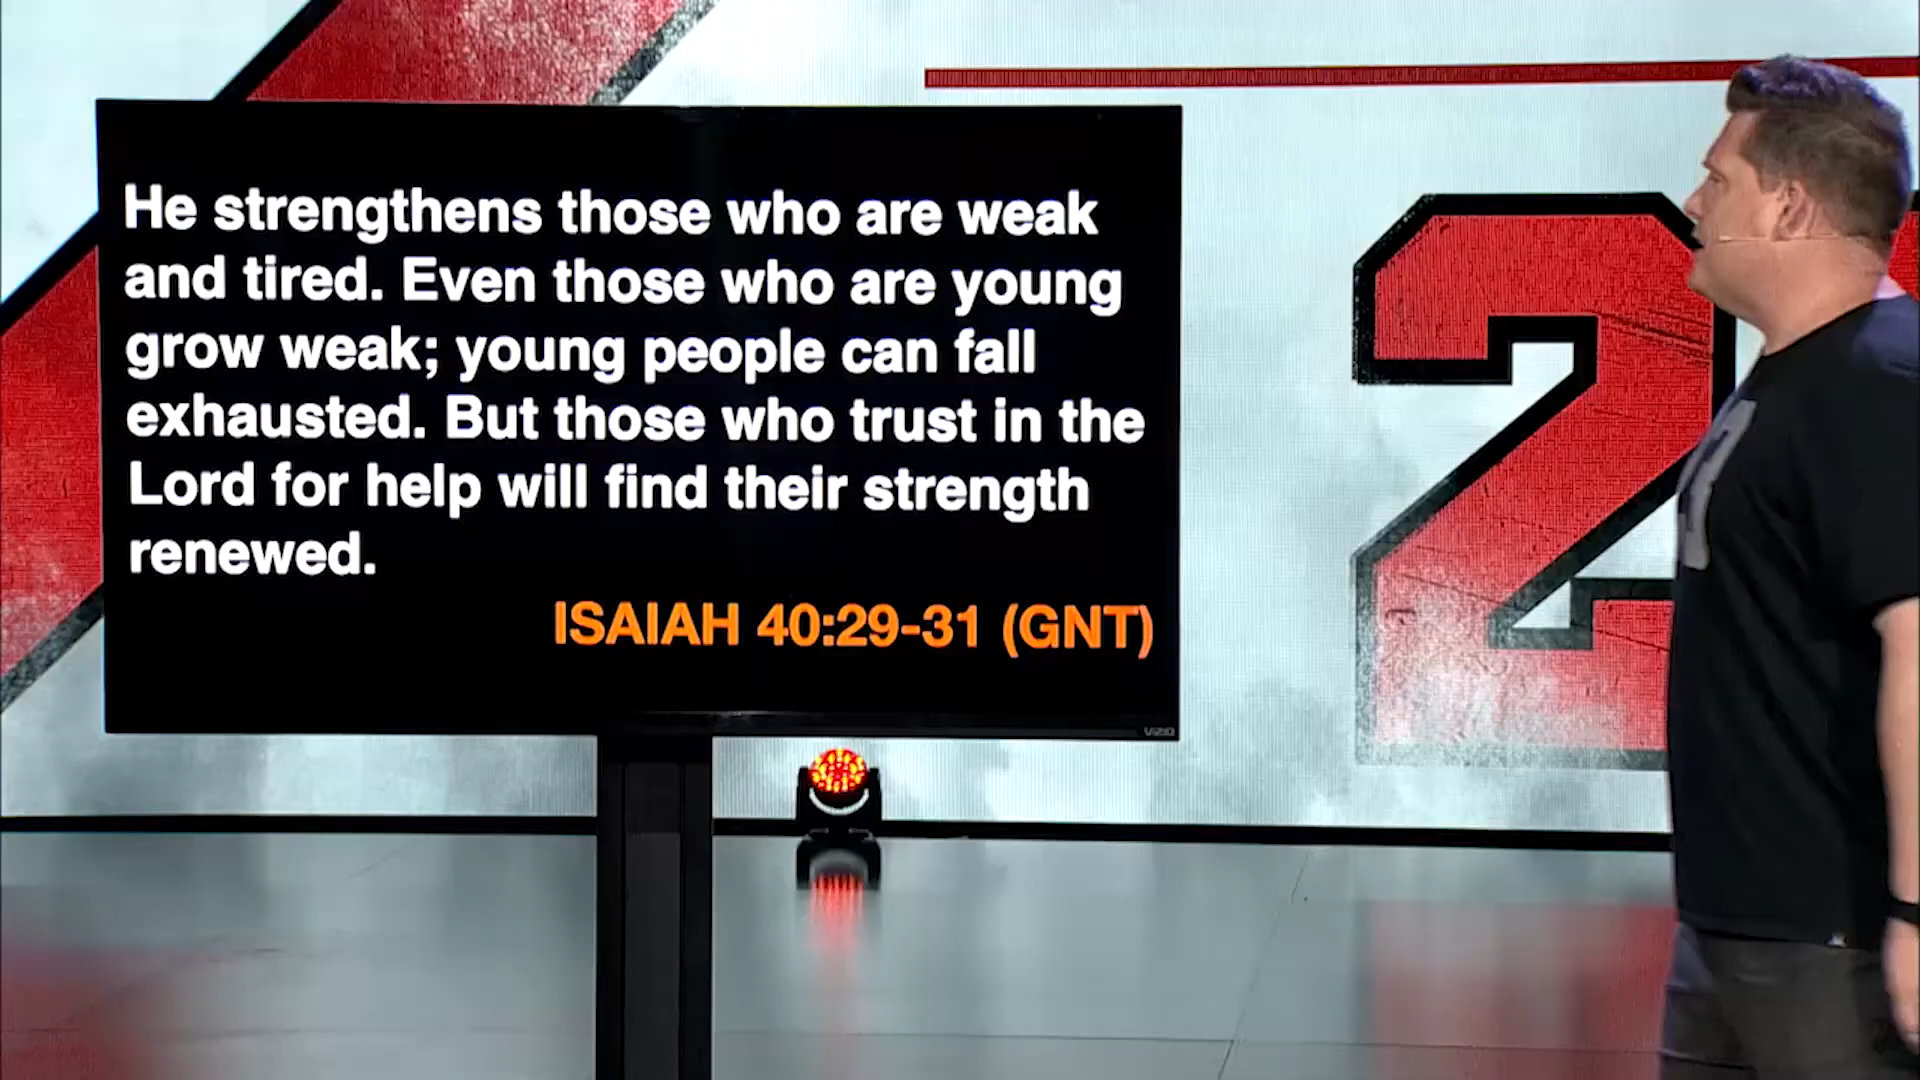 He strengthens those who are weak
and tired. Even those who are young
grow weak; young people can fall
exhausted. But those who trust in the
Lord for help will find their strength
renewed.
ISAIAH 40:29-31 (GNT)
VIZIO
2